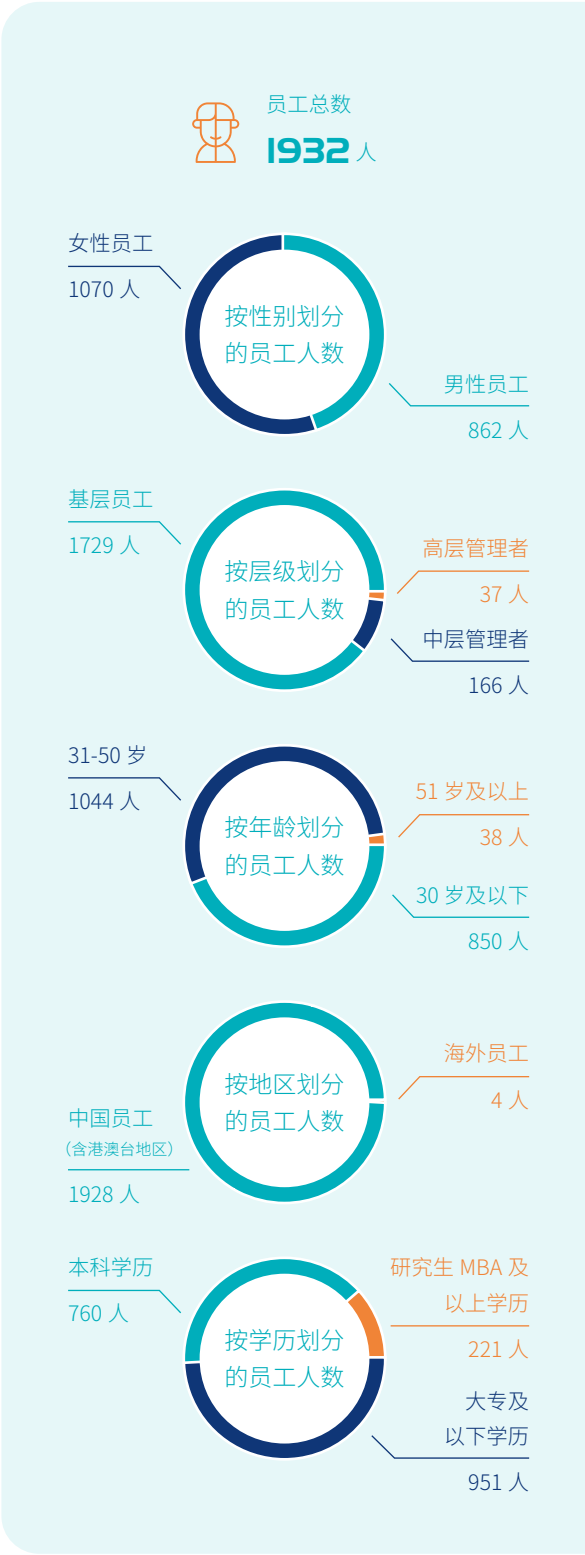 员工总数
1932 人
女性员工
1070 人
按性别划分
的员工人数
男性员工
862 人
基层员工
1729 人
按层级划分
的员工人数
高层管理者
37 人
中层管理者
166 人
31-50 岁
1044 人
按年龄划分
的员工人数
51 岁及以上
38 人
30 岁及以下
850 人
按地区划分
的员工人数
海外员工
4 人
中国员工
（含港澳台地区）
1928 人
本科学历
760 人
按学历划分
的员工人数
研究生 MBA 及
以上学历
221 人
大专及
以下学历
951 人